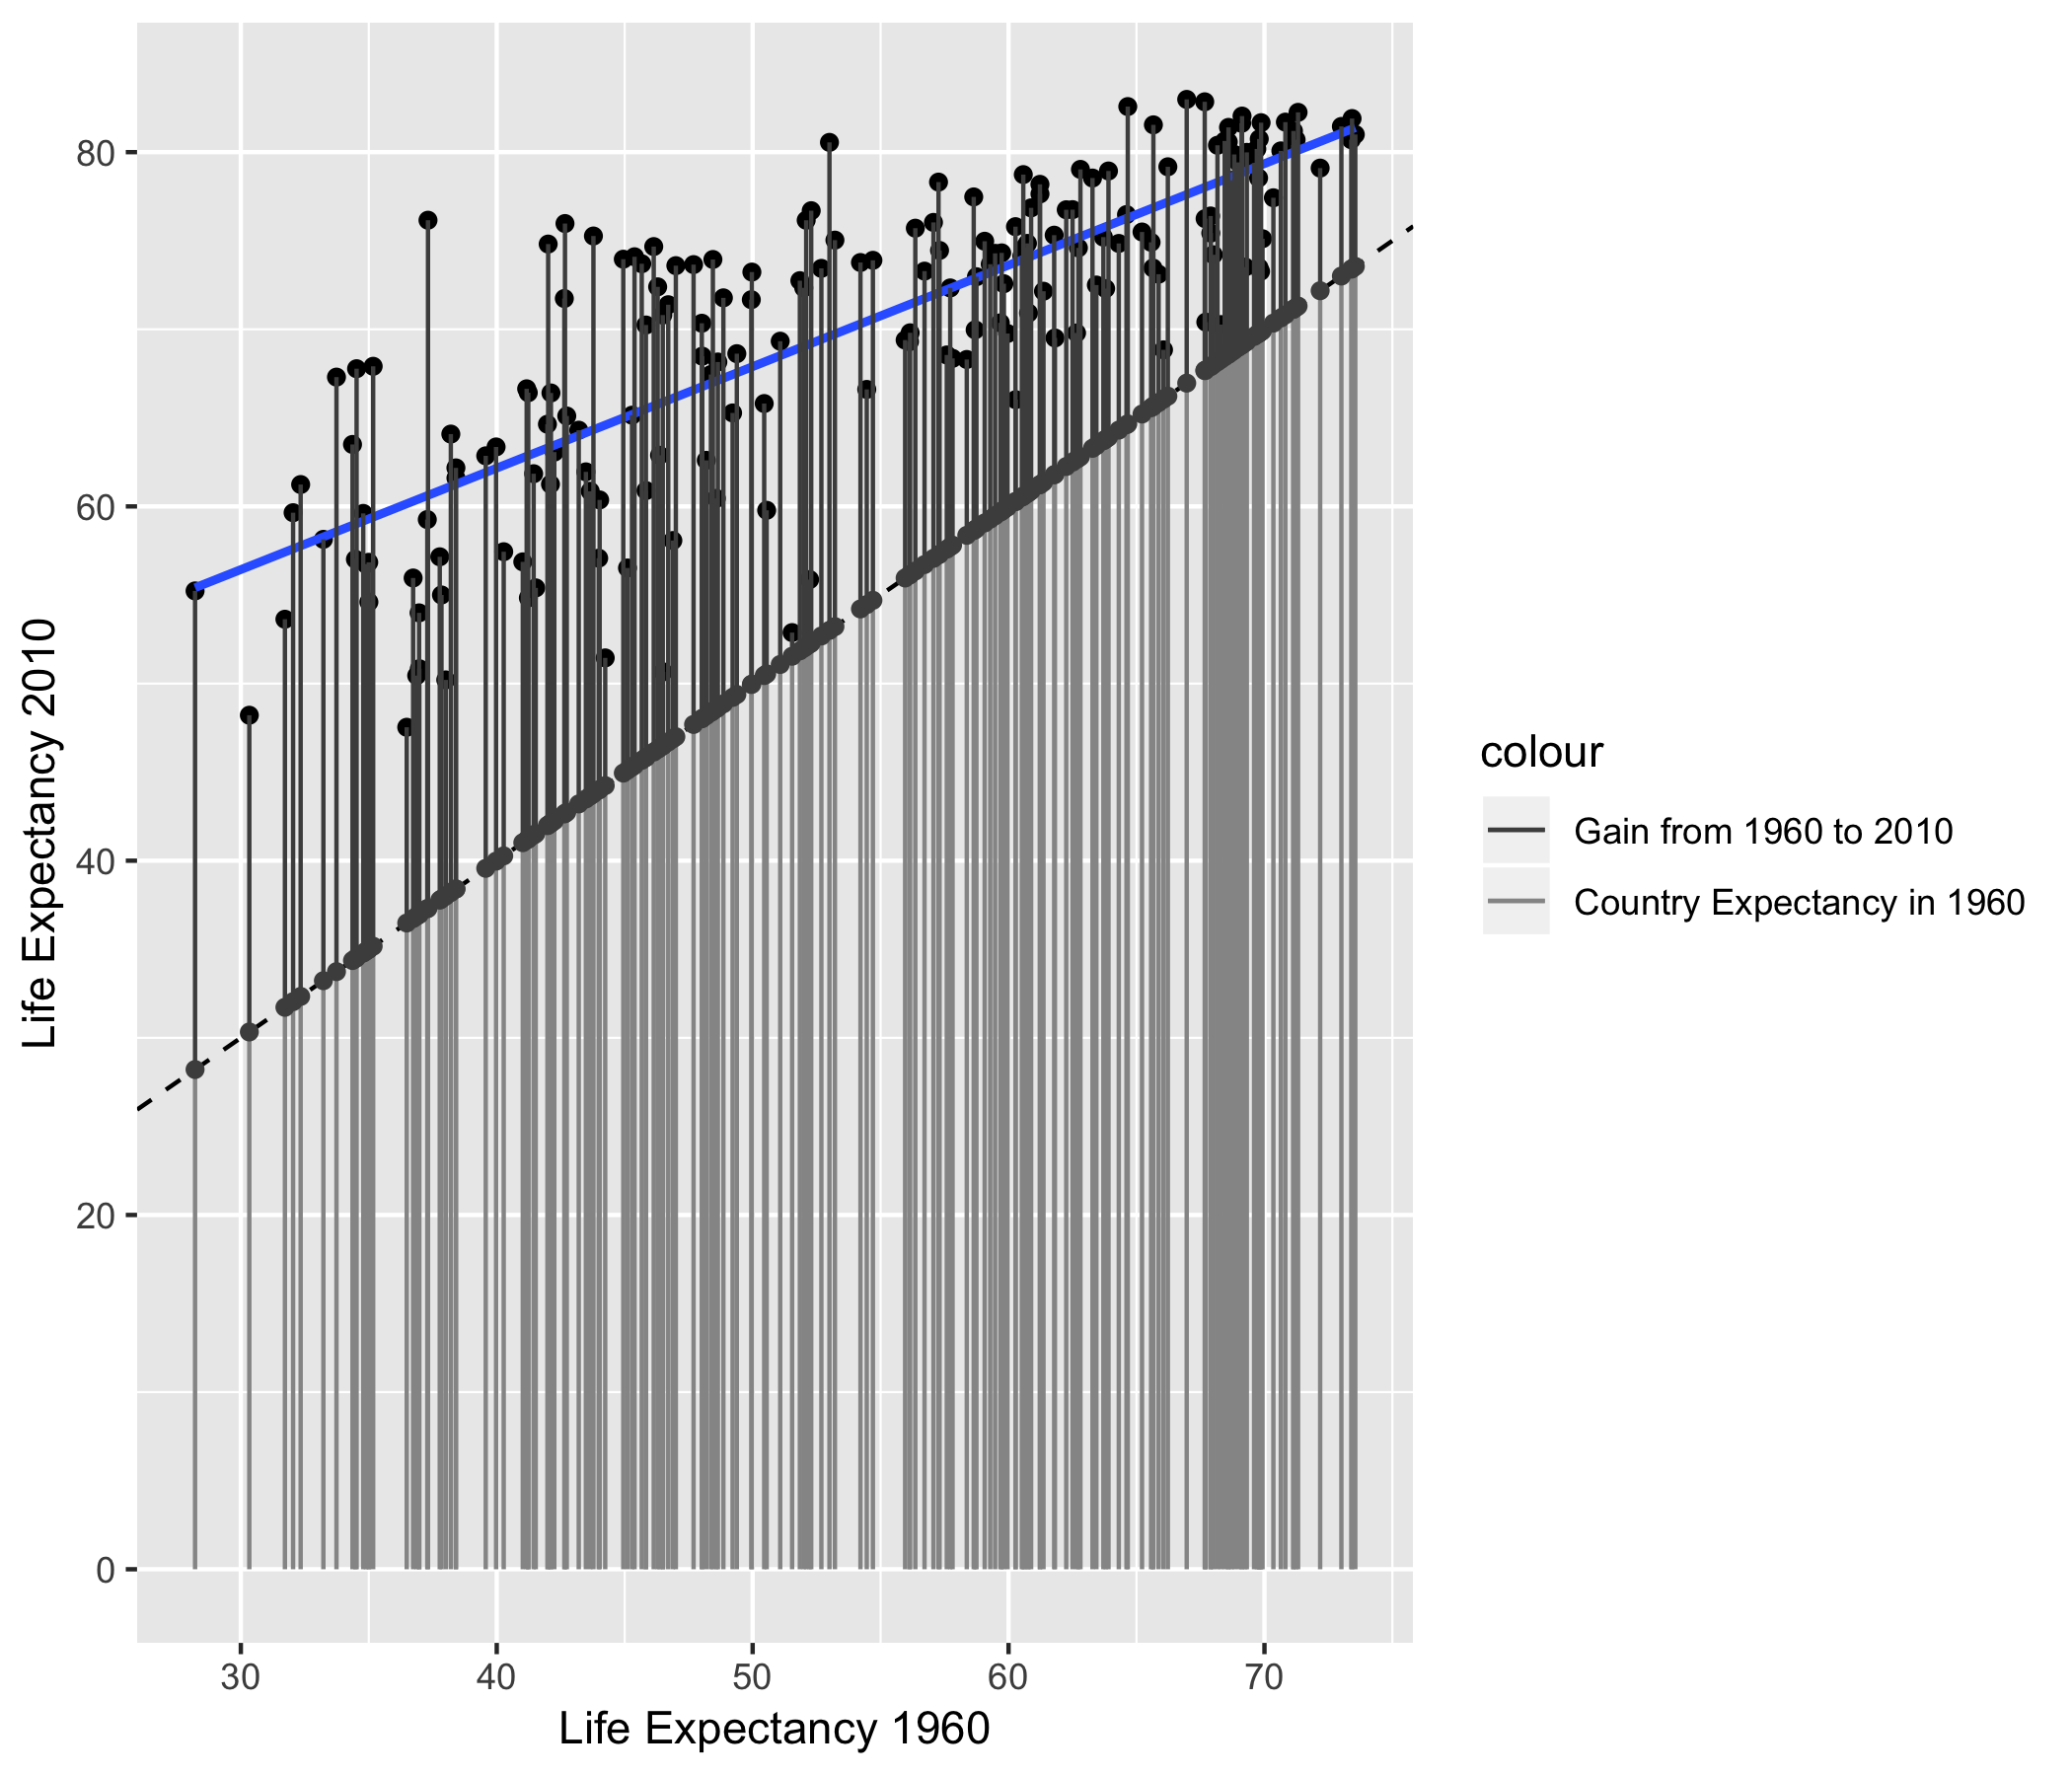 80
60
40
20
0
30 40 50 60 70
Life Expectancy 1960
Life Expectancy 2010
colour
Gain from 1960 to 2010
Country Expectancy in 1960